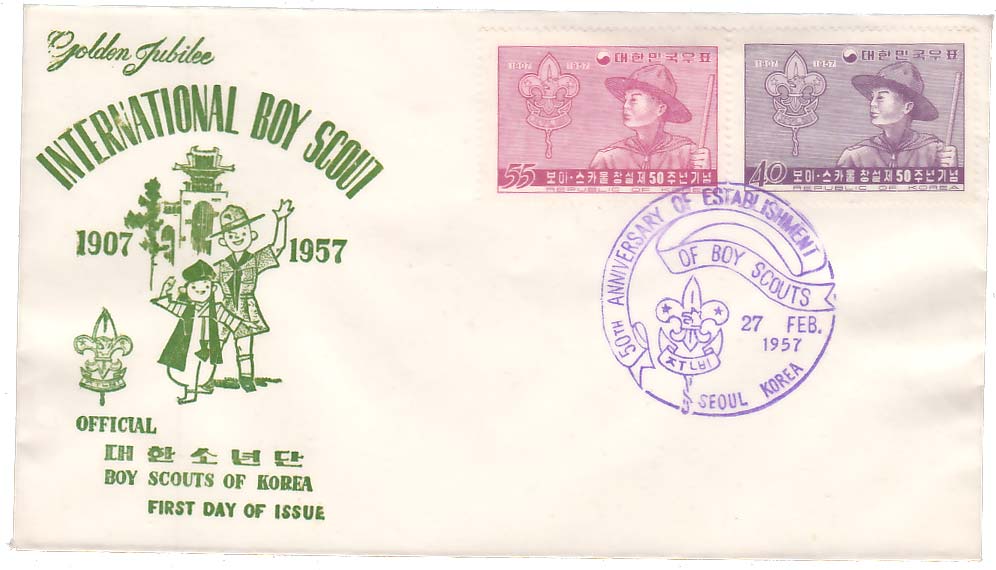 Golden Jubilee
INTERNATIONAL BOY SCOUT
1907 1957
OFFICIAL
대한소년단
BOY SCOUTS OF KOREA
FIRST DAY OF ISSUE
1907 1957 대한민국우표
55 보이·스카울 창설제50주년기념
REPUBLIC OF KOREA
1907 1957 대한민국우표
40 보이·스카울 창설제50주년기념
REPUBLIC OF KOREA
50TH ANNIVERSARY OF ESTABLISHMENT
OF BOY SCOUTS
27 FEB.
1957
준비
SEOUL KOREA